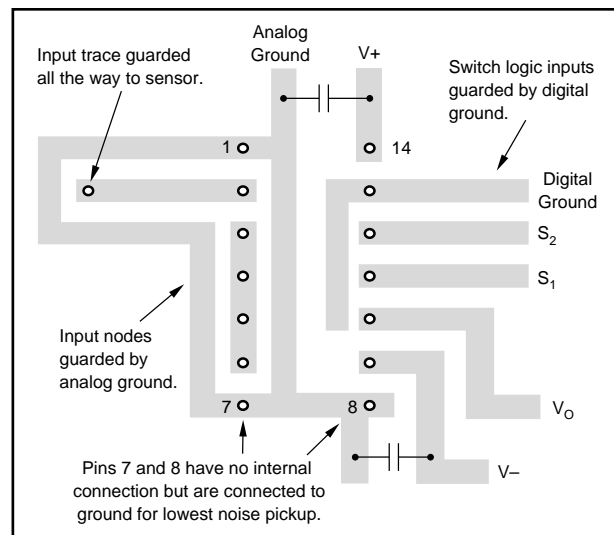 Analog
Ground
V+
Input trace guarded
all the way to sensor.
Switch logic inputs
guarded by digital
ground.
1
14
Digital
Ground
S2
S1
Input nodes
guarded by
analog ground.
7
8
VO
V–
Pins 7 and 8 have no internal
connection but are connected to
ground for lowest noise pickup.